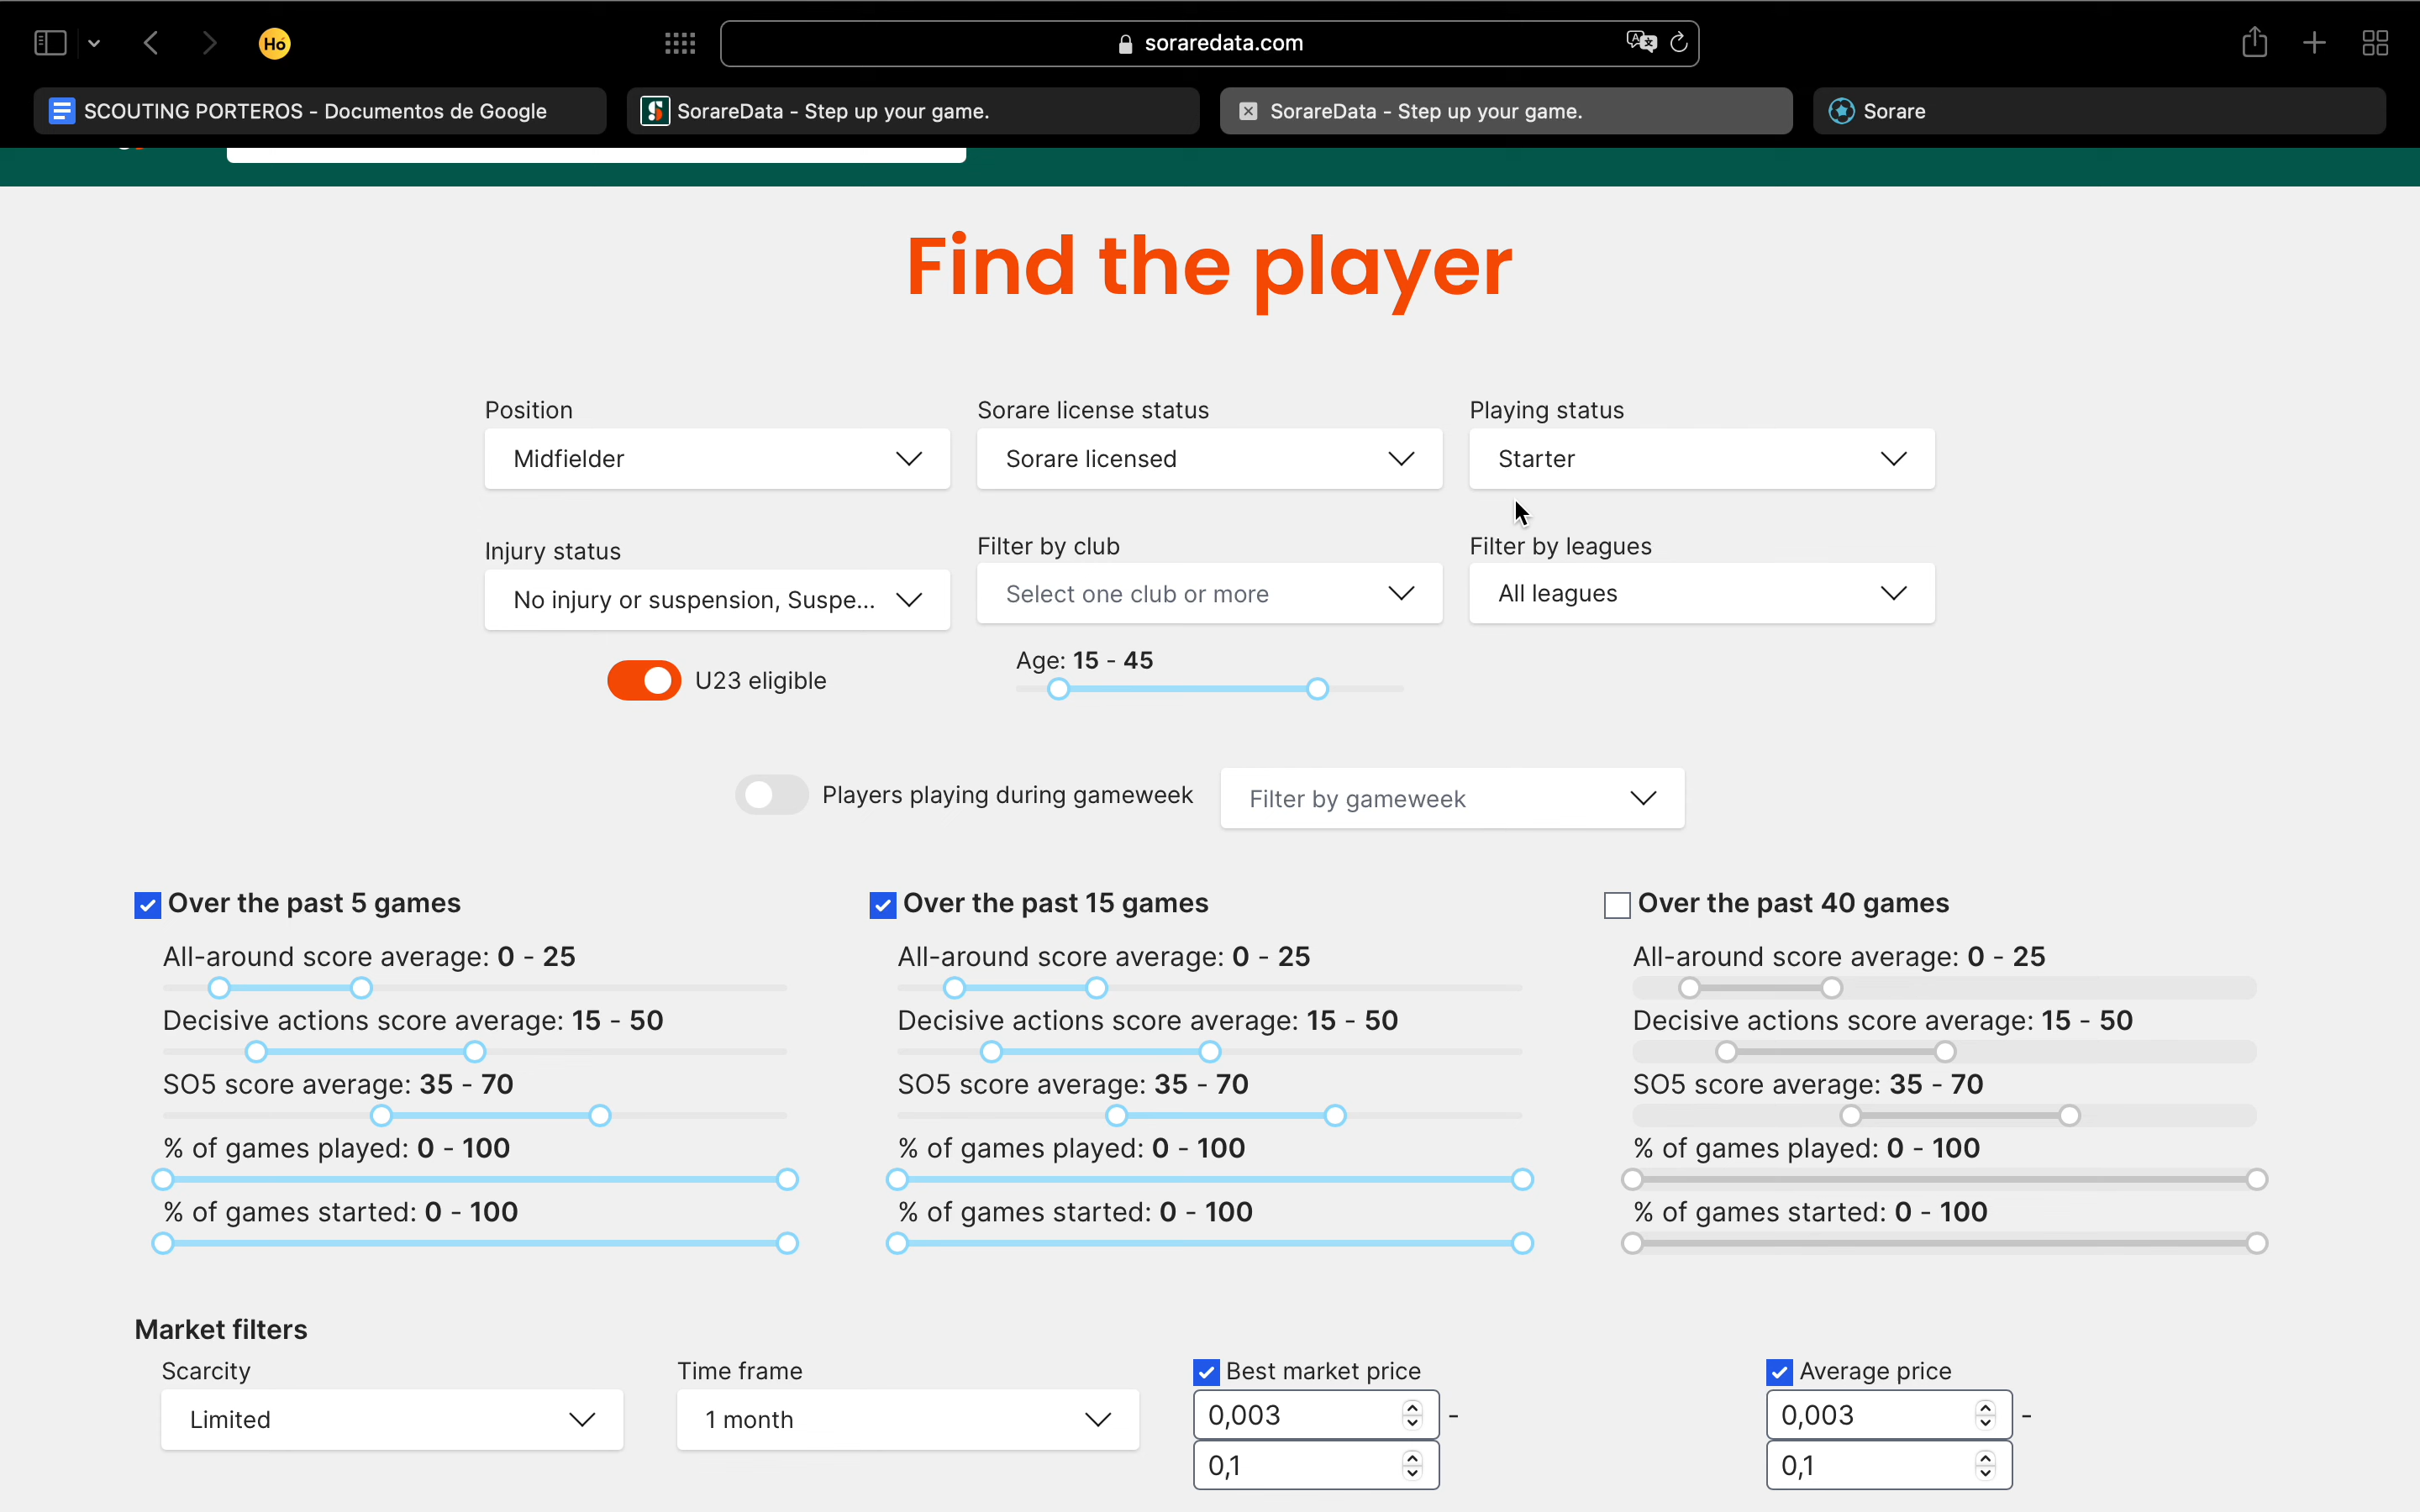 Hó
soraredata.com
SCOUTING PORTEROS - Documentos de Google
SorareData - Step up your game.
SorareData - Step up your game.
Sorare
Find the player
Position
Sorare license status
Playing status
Midfielder
Sorare licensed
Starter
Injury status
Filter by club
Filter by leagues
No injury or suspension, Suspe...
Select one club or more
All leagues
U23 eligible
Age: 15 - 45
Players playing during gameweek
Filter by gameweek
Over the past 5 games
All-around score average: 0 - 25
Decisive actions score average: 15 - 50
SO5 score average: 35 - 70
% of games played: 0 - 100
% of games started: 0 - 100
Over the past 15 games
All-around score average: 0 - 25
Decisive actions score average: 15 - 50
SO5 score average: 35 - 70
% of games played: 0 - 100
% of games started: 0 - 100
Over the past 40 games
All-around score average: 0 - 25
Decisive actions score average: 15 - 50
SO5 score average: 35 - 70
% of games played: 0 - 100
% of games started: 0 - 100
Market filters
Scarcity
Limited
Time frame
1 month
Best market price
0,003 -
0,1
Average price
0,003 -
0,1